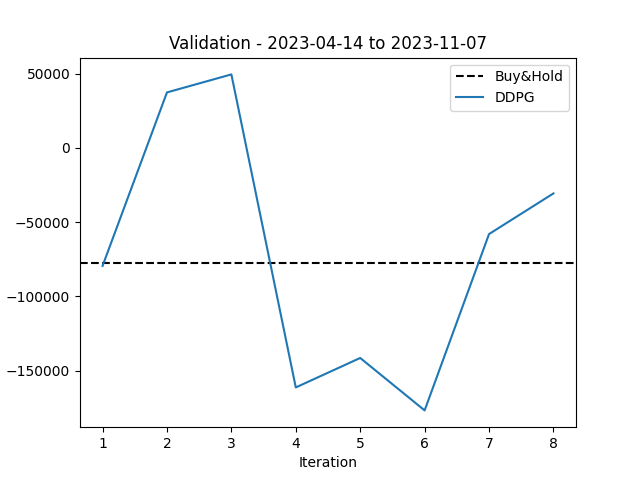 Validation - 2023-04-14 to 2023-11-07
Buy&Hold
DDPG
50000
0
−50000
−100000
−150000
1 2 3 4 5 6 7 8
Iteration